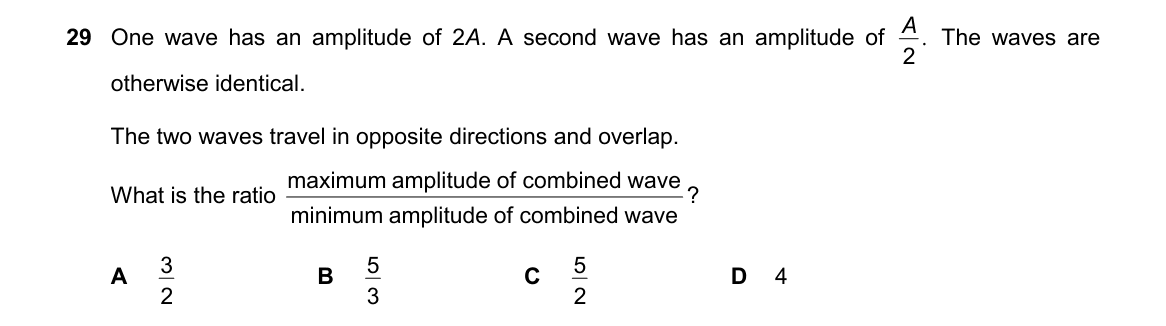 29 One wave has an amplitude of 2A. A second wave has an amplitude of A/2. The waves are
otherwise identical.
The two waves travel in opposite directions and overlap.
What is the ratio maximum amplitude of combined wave / minimum amplitude of combined wave?
A 3/2 B 5/3 C 5/2 D 4